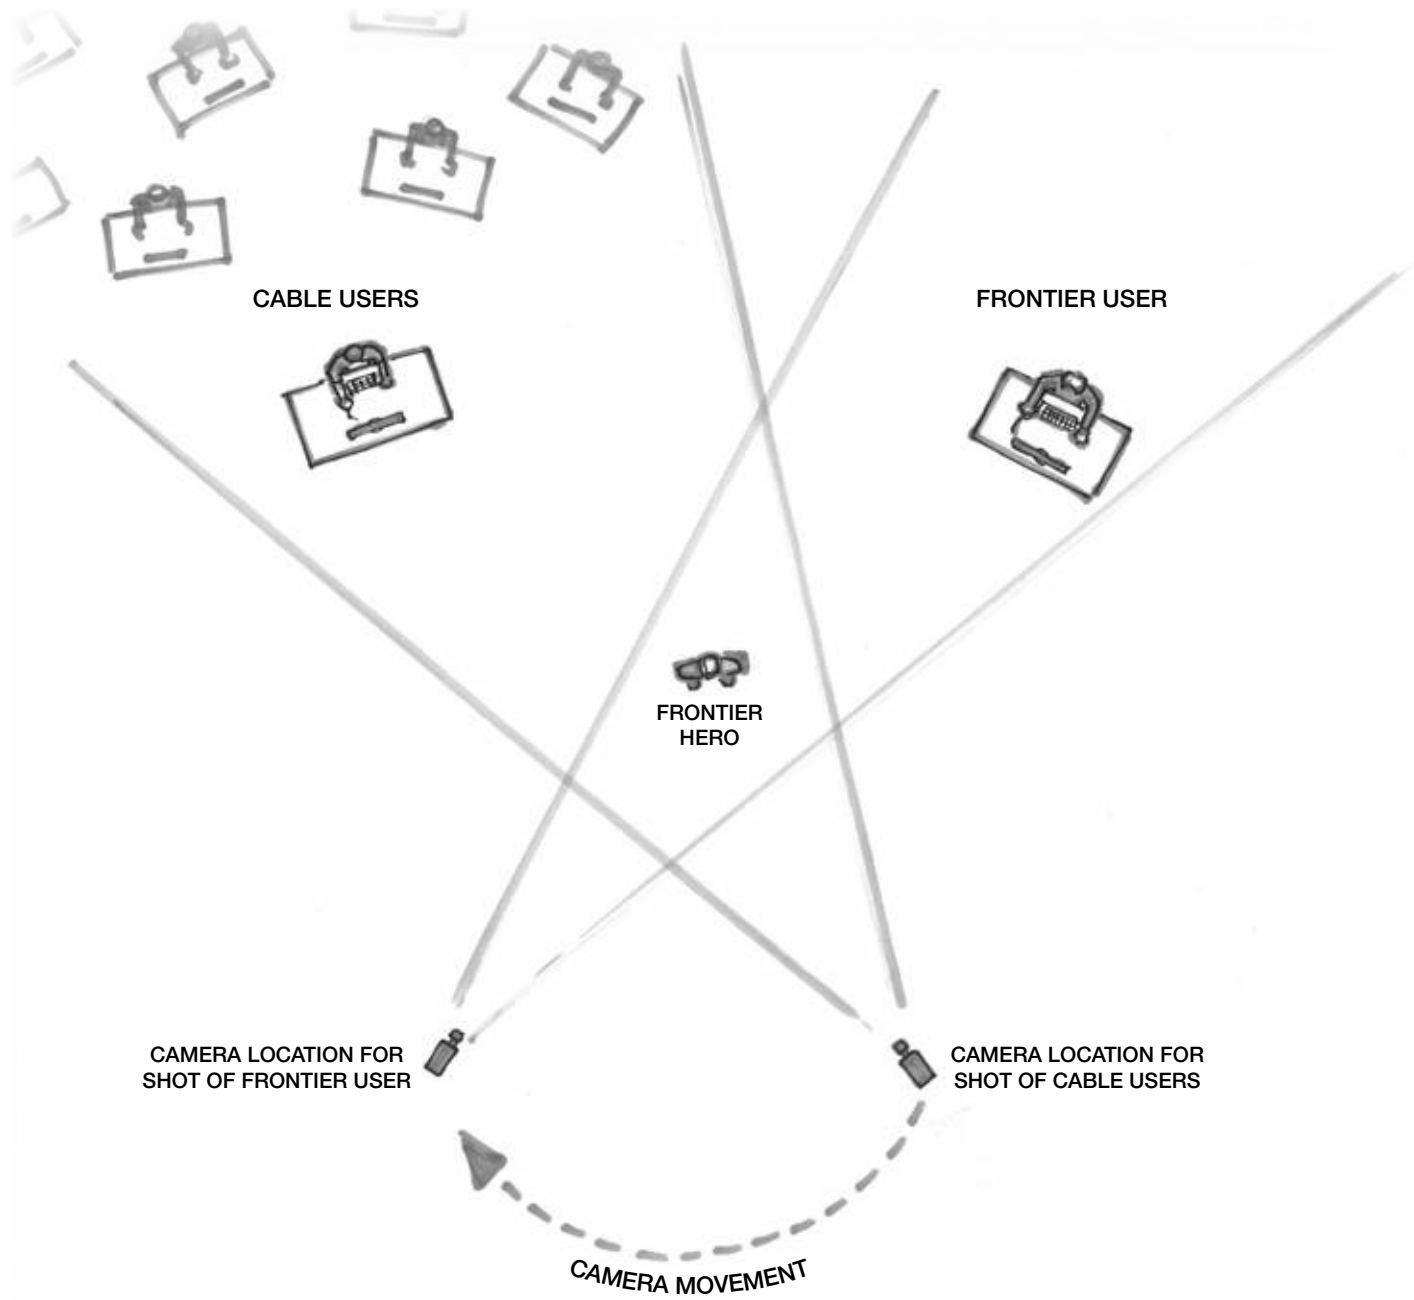 CABLE USERS
FRONTIER USER
FRONTIER
HERO
CAMERA LOCATION FOR
SHOT OF FRONTIER USER
CAMERA LOCATION FOR
SHOT OF CABLE USERS
CAMERA MOVEMENT